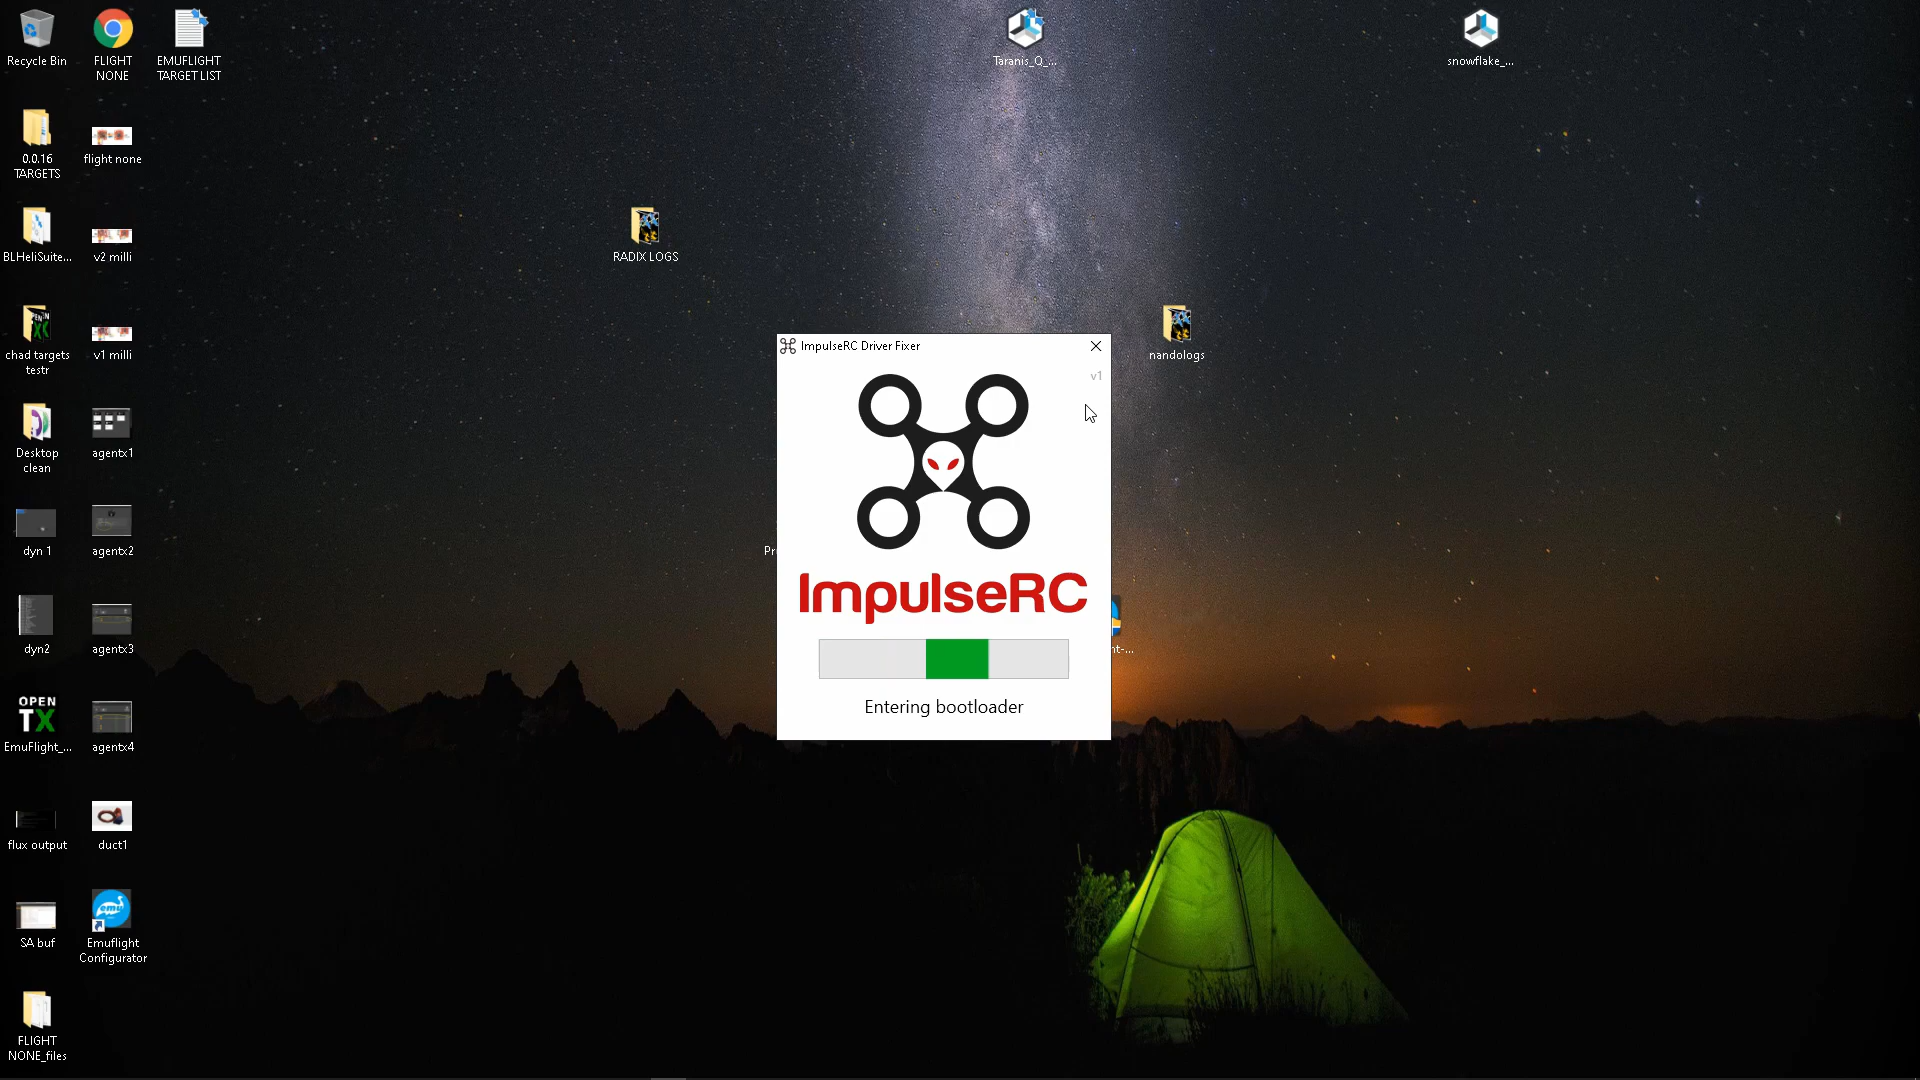 Recycle Bin
FLIGHT
NONE
EMUFLIGHT
TARGET LIST
Taranis_Q_...
snowflake_...
0.0.16
TARGETS
flight none
BLHeliSuite...
v2 milli
RADIX LOGS
chad targets
testr
v1 milli
nandologs
ImpulseRC Driver Fixer
v1
Desktop
clean
agentx1
dyn 1
agentx2
ImpulseRC
dyn2
agentx3
Entering bootloader
OPEN
TX
EmuFlight_...
agentx4
flux output
duct1
SA buf
emu
Emuflight
Configurator
FLIGHT
NONE_files